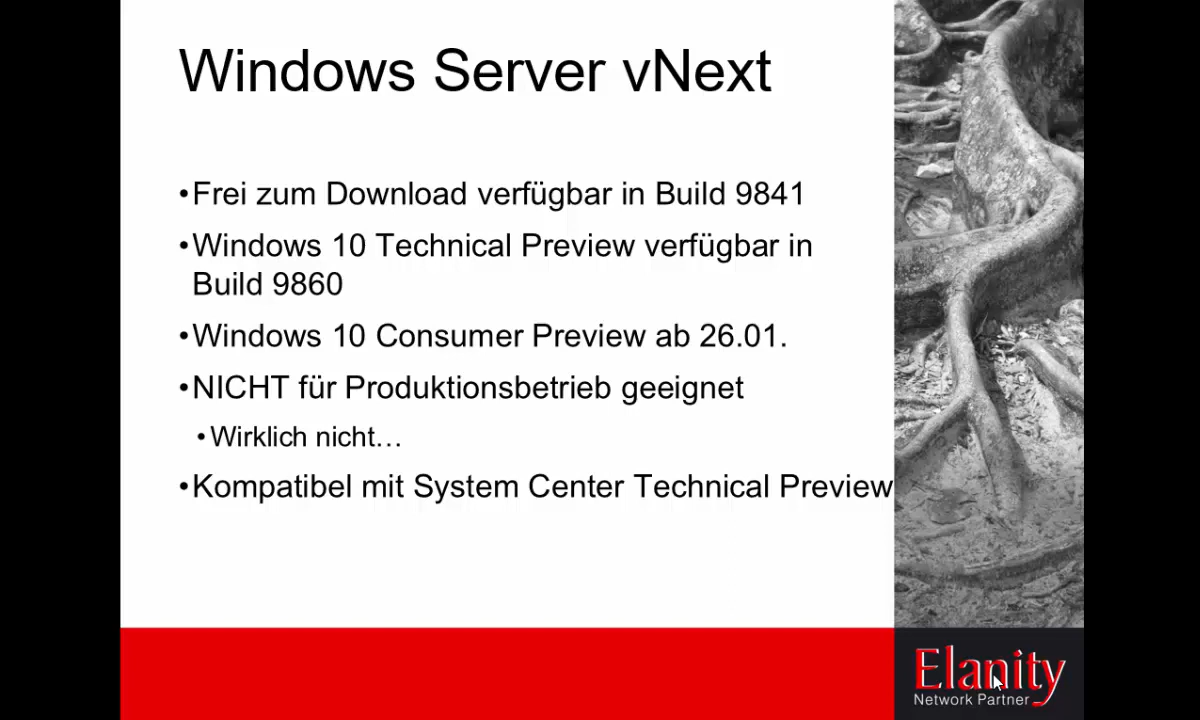 Windows Server vNext
•Frei zum Download verfügbar in Build 9841
•Windows 10 Technical Preview verfügbar in
Build 9860
•Windows 10 Consumer Preview ab 26.01.
•NICHT für Produktionsbetrieb geeignet
•Wirklich nicht…
•Kompatibel mit System Center Technical Preview
Elanity
Network Partner